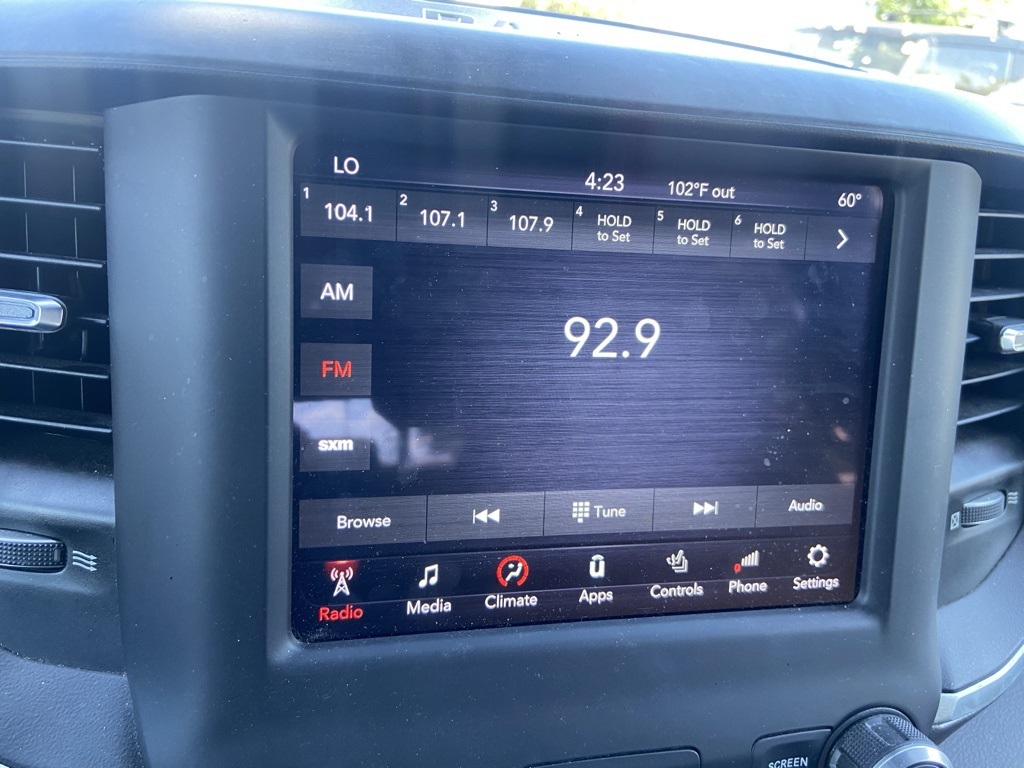 LO
4:23
102°F out
60°
1 104.1
2 107.1
3 107.9
4 HOLD
to Set
5 HOLD
to Set
6 HOLD
to Set
AM
92.9
FM
sxm
Browse
Tune
Audio
Radio
Media
Climate
Apps
Controls
Phone
Settings
SCREEN